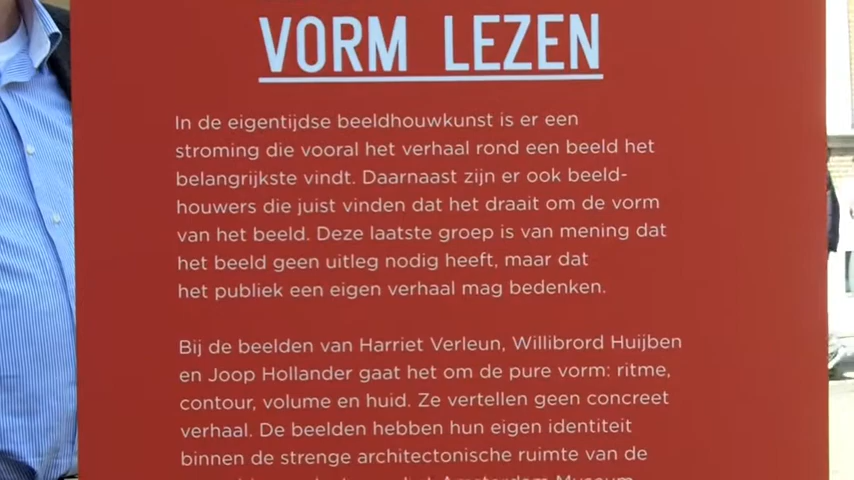 VORM LEZEN
In de eigentijdse beeldhouwkunst is er een
stroming die vooral het verhaal rond een beeld het
belangrijkste vindt. Daarnaast zijn er ook beeld-
houwers die juist vinden dat het draait om de vorm
van het beeld. Deze laatste groep is van mening dat
het beeld geen uitleg nodig heeft, maar dat
het publiek een eigen verhaal mag bedenken.
Bij de beelden van Harriet Verleun, Willibrord Huijben
en Joop Hollander gaat het om de pure vorm: ritme,
contour, volume en huid. Ze vertellen geen concreet
verhaal. De beelden hebben hun eigen identiteit
binnen de strenge architectonische ruimte van de
het Amsterdam Museum